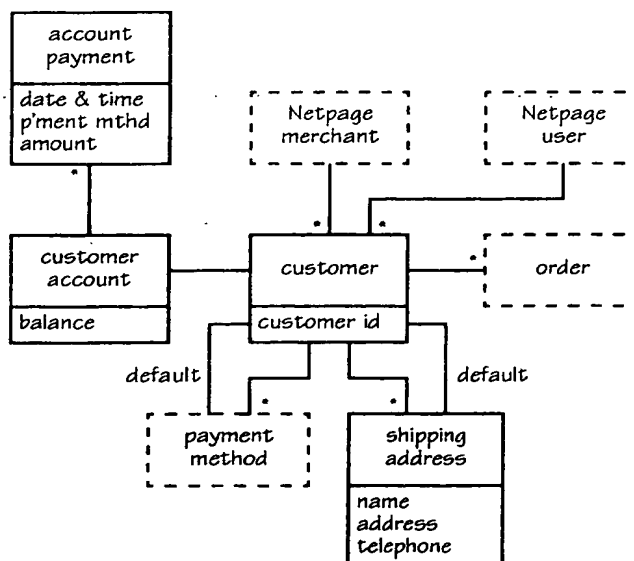 account
payment
date & time
p'ment mthd
amount
*
Netpage
merchant
*
Netpage
user
*
customer
account
balance
customer
customer id
*
order
default
*
payment
method
default
*
shipping
address
name
address
telephone